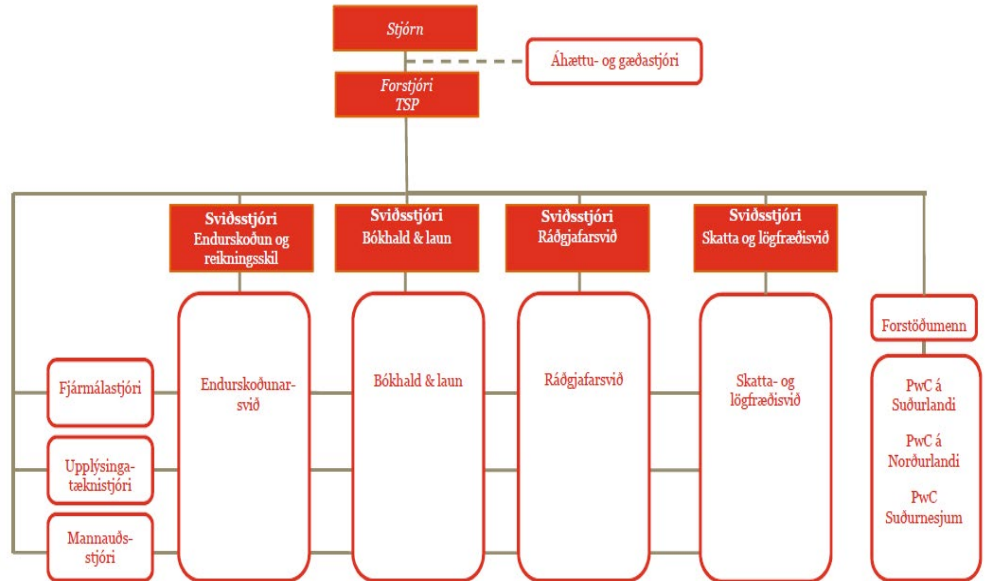 Stjórn
Áhættu- og gæðastjóri
Forstjóri
TSP
Sviðsstjóri
Endurskoðun og
reikningsskil
Sviðsstjóri
Bókhald & laun
Sviðsstjóri
Ráðgjafarsvið
Sviðsstjóri
Skatta og lögfræðisvið
Forstöðumenn
Fjármálastjóri
Upplýsinga-
tæknistjóri
Mannauðs-
stjóri
Endurskoðunar-
svið
Bókhald & laun
Ráðgjafarsvið
Skatta- og
lögfræðisvið
PwC á
Suðurlandi
PwC á
Norðurlandi
PwC
Suðurnesjum